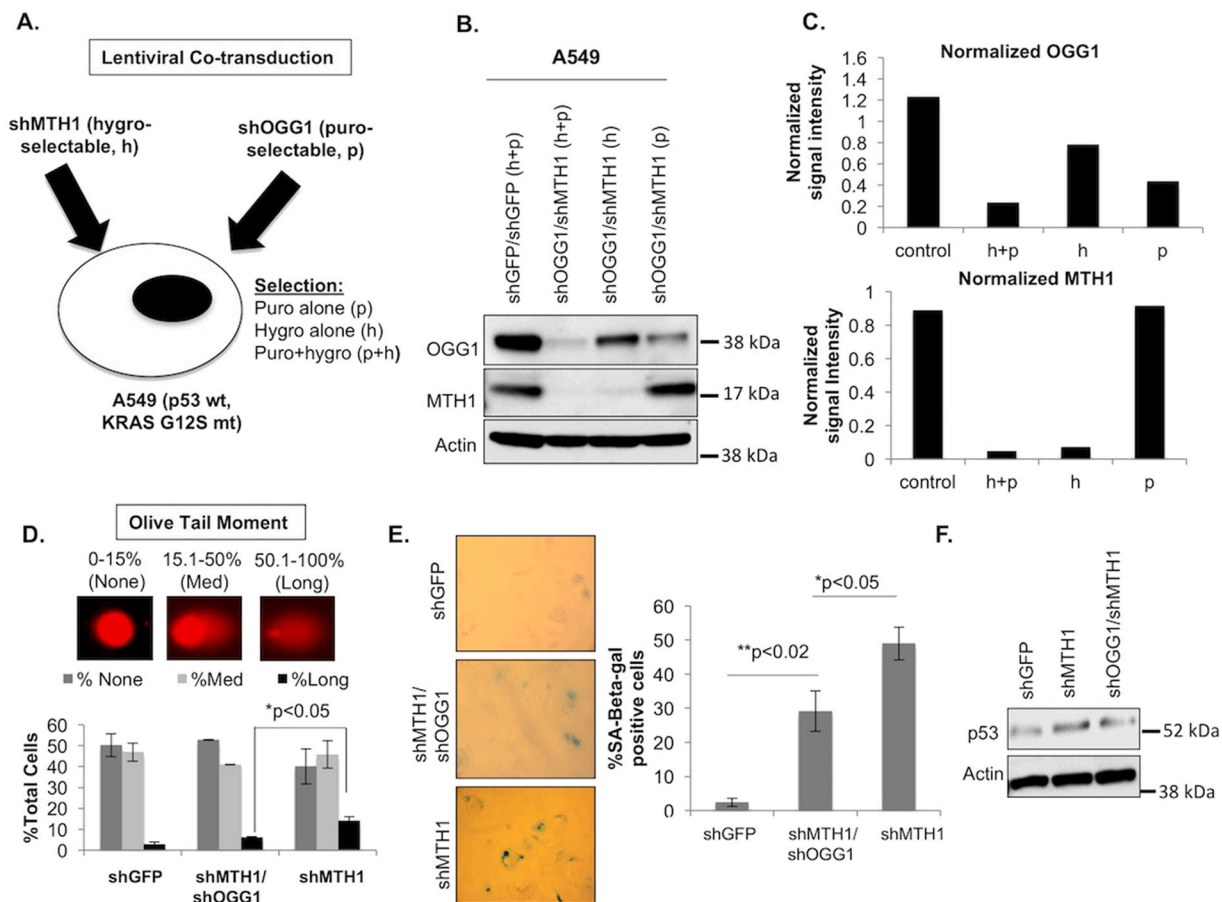 A.
Lentiviral Co-transduction
shMTH1 (hygro-
selectable, h)
shOGG1 (puro-
selectable, p)
Selection:
Puro alone (p)
Hygro alone (h)
Puro+hygro (p+h)
A549 (p53 wt,
KRAS G12S mt)
B.
A549
shGFP/shGFP (h+p)
shOGG1/shMTH1 (h+p)
shOGG1/shMTH1 (h)
shOGG1/shMTH1 (p)
OGG1
38 kDa
MTH1
17 kDa
Actin
38 kDa
C.
Normalized OGG1
Normalized
signal intensity
1.6
1.4
1.2
1
0.8
0.6
0.4
0.2
0
control
h+p
h
p
Normalized MTH1
Normalized
signal Intensity
1
0.8
0.6
0.4
0.2
0
control
h+p
h
p
D.
Olive Tail Moment
0-15%
(None)
15.1-50%
(Med)
50.1-100%
(Long)
% None
%Med
%Long
*p<0.05
%Total Cells
60
50
40
30
20
10
0
shGFP
shMTH1/
shOGG1
shMTH1
E.
shGFP
shMTH1/
shOGG1
shMTH1
%SA-Beta-gal
positive cells
60
50
40
30
20
10
0
*p<0.05
**p<0.02
shGFP
shMTH1/
shOGG1
shMTH1
F.
shGFP
shMTH1
shOGG1/shMTH1
p53
52 kDa
Actin
38 kDa